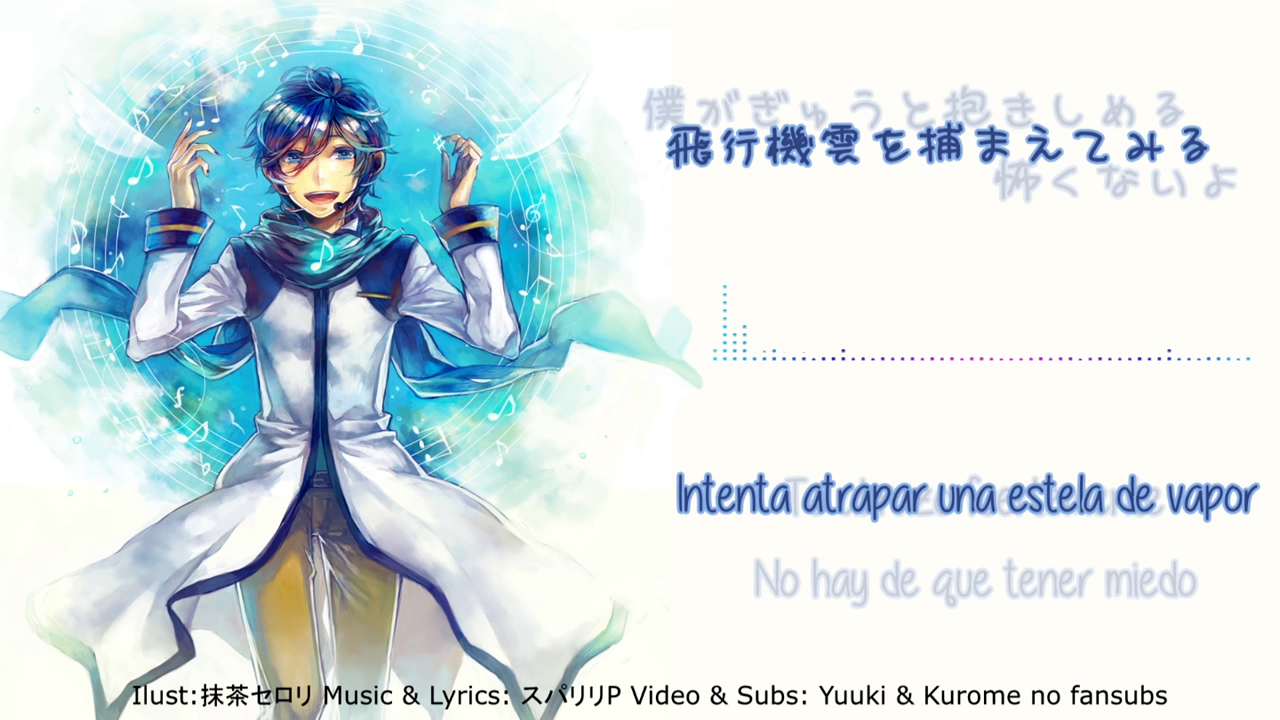 僕がぎゅうと抱きしめる
飛行機雲を捕まえてみる
怖くないよ
Intenta atrapar una estela de vapor
No hay de que tener miedo
Ilust:抹茶セロリ Music & Lyrics: スパリリP Video & Subs: Yuuki & Kurome no fansubs